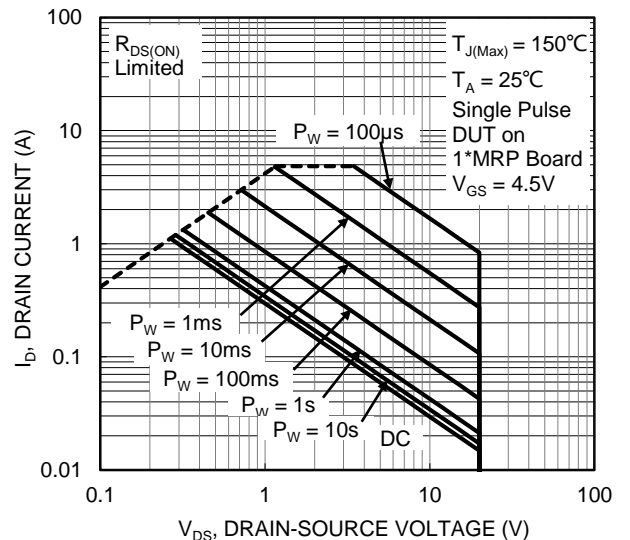 100
10
1
0.1
0.01
I_D, DRAIN CURRENT (A)
R_DS(ON)
Limited
T_J(Max) = 150℃
T_A = 25℃
Single Pulse
DUT on
1*MRP Board
V_GS = 4.5V
P_W = 100µs
P_W = 1ms
P_W = 10ms
P_W = 100ms
P_W = 1s
P_W = 10s
DC
0.1
1
10
100
V_DS, DRAIN-SOURCE VOLTAGE (V)